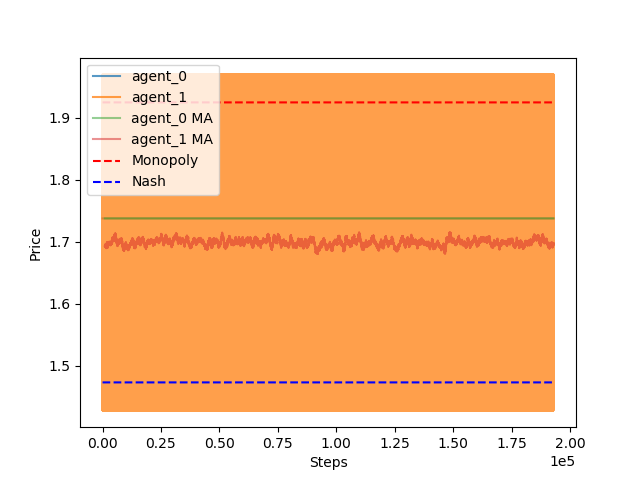 agent_0
agent_1
agent_0 MA
agent_1 MA
Monopoly
Nash
Price
1.9
1.8
1.7
1.6
1.5
0.00 0.25 0.50 0.75 1.00 1.25 1.50 1.75 2.00
1e5
Steps